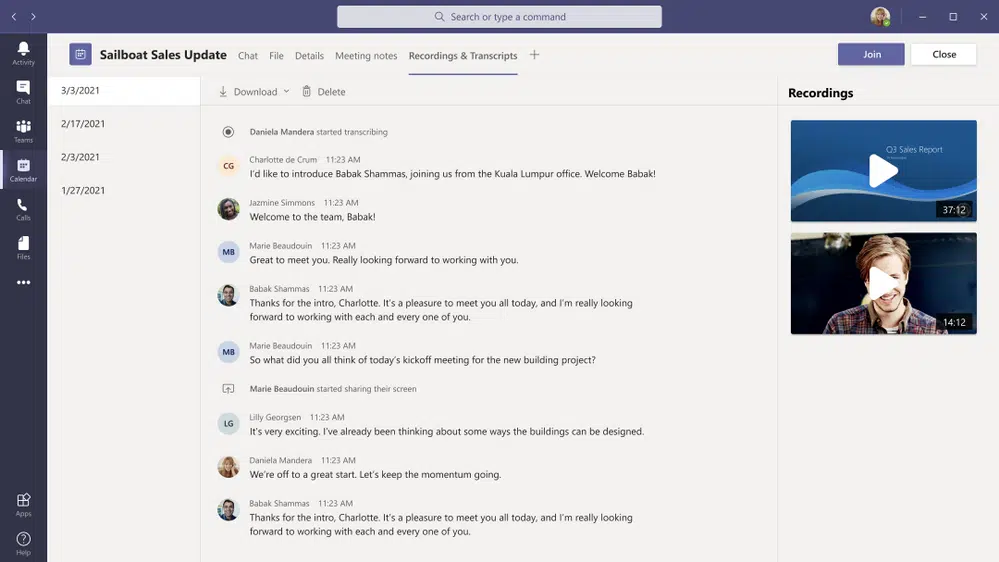 Search or type a command
Activity
Chat
Teams
Calendar
Calls
Files
Apps
Help
Sailboat Sales Update
Chat
File
Details
Meeting notes
Recordings & Transcripts
Join
Close
3/3/2021
2/17/2021
2/3/2021
1/27/2021
Download
Delete
Daniela Mandera started transcribing
CG
Charlotte de Crum 11:23 AM
I'd like to introduce Babak Shammas, joining us from the Kuala Lumpur office. Welcome Babak!
Jazmine Simmons 11:23 AM
Welcome to the team, Babak!
MB
Marie Beaudouin 11:23 AM
Great to meet you. Really looking forward to working with you.
Babak Shammas 11:23 AM
Thanks for the intro, Charlotte. It's a pleasure to meet you all today, and I'm really looking
forward to working with each and every one of you.
MB
Marie Beaudouin 11:23 AM
So what did you all think of today's kickoff meeting for the new building project?
Marie Beaudouin started sharing their screen
LG
Lilly Georgsen 11:23 AM
It's very exciting. I've already been thinking about some ways the buildings can be designed.
Daniela Mandera 11:23 AM
We're off to a great start. Let's keep the momentum going.
Babak Shammas 11:23 AM
Thanks for the intro, Charlotte. It's a pleasure to meet you all today, and I'm really looking
forward to working with each and every one of you.
Recordings
Q3 Sales Report
37:12
14:12